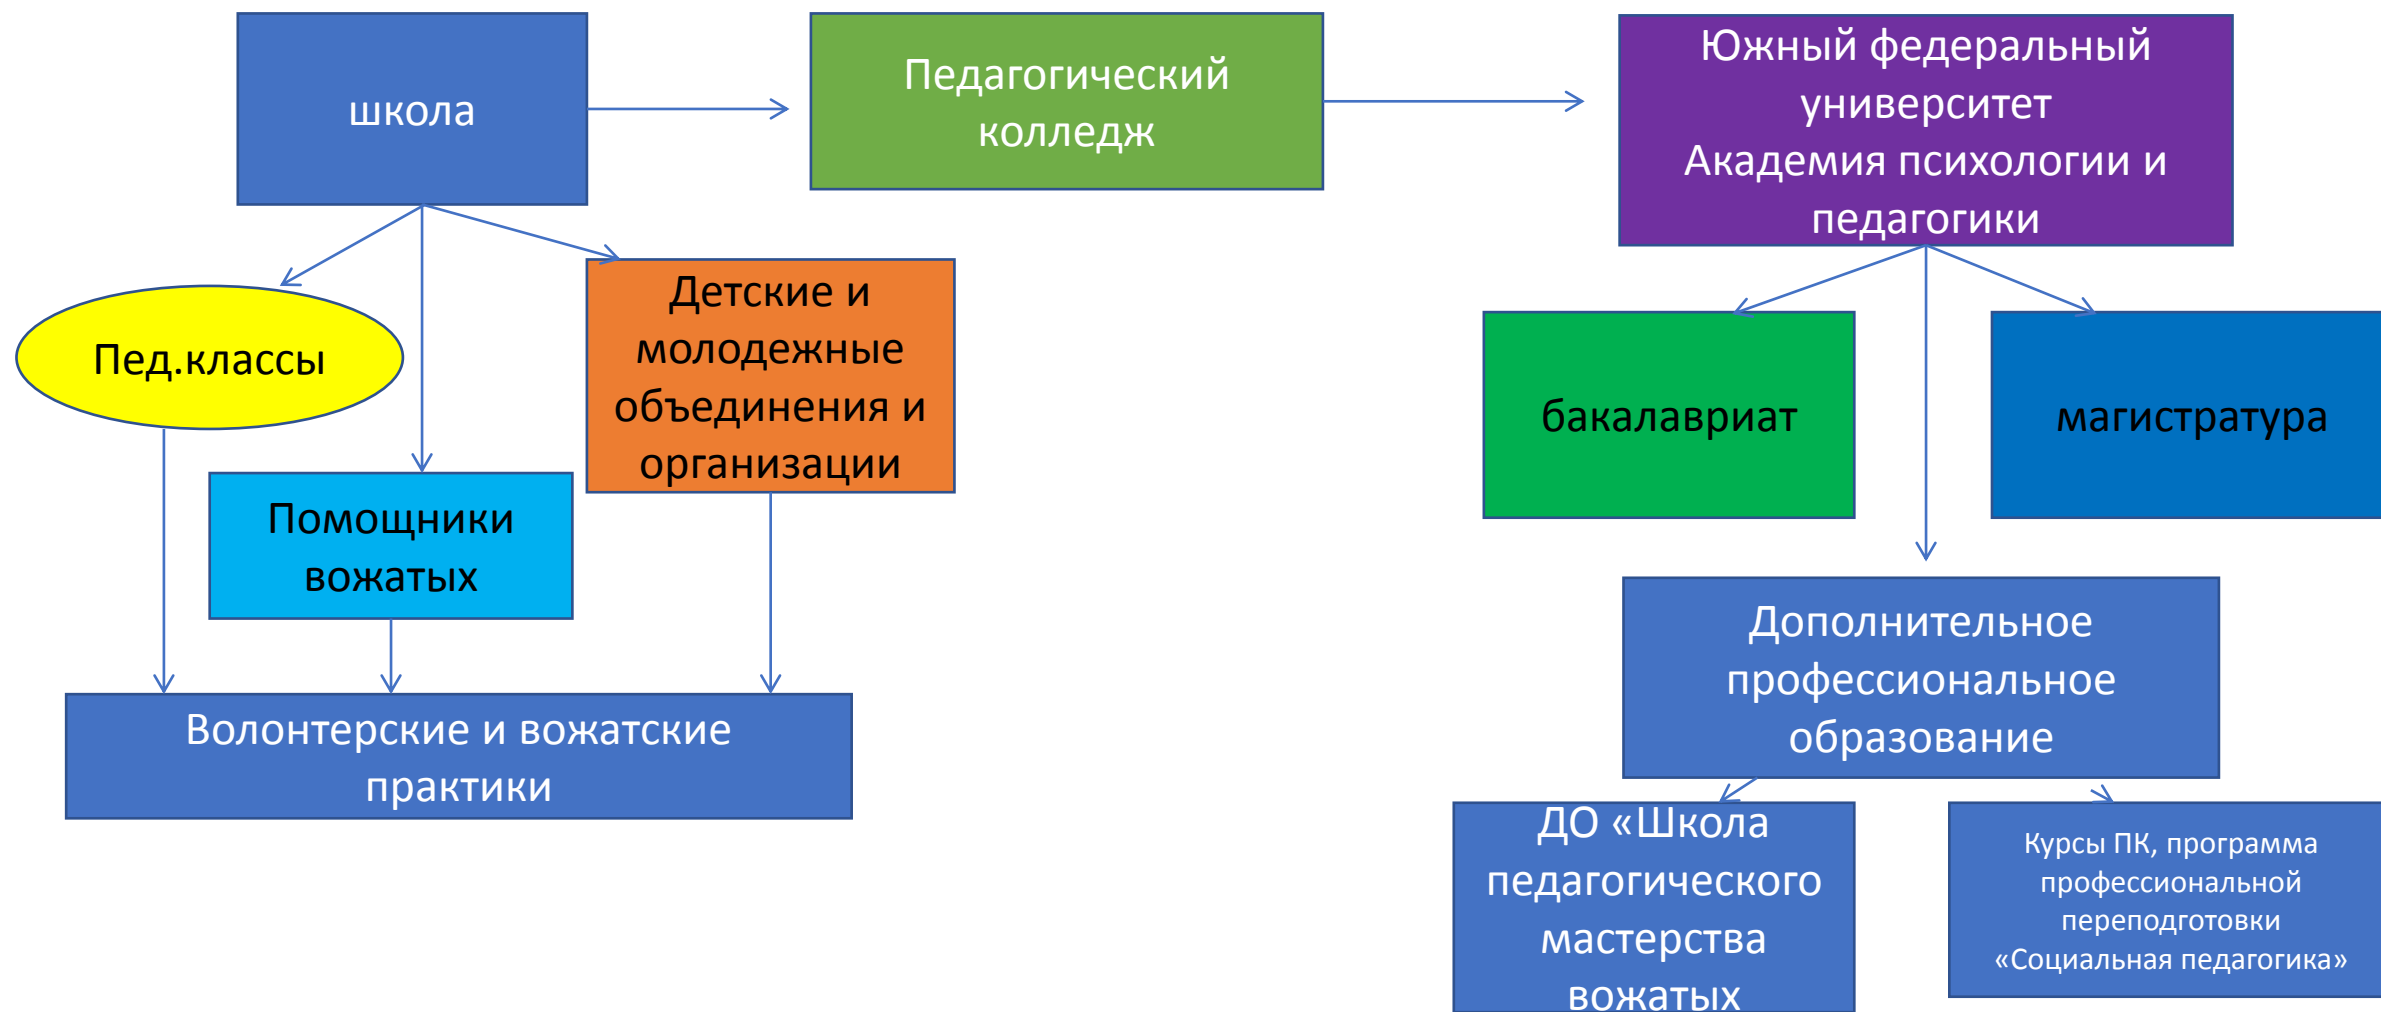 школа
Педагогический
колледж
Южный федеральный
университет
Академия психологии и
педагогики
Пед.классы
Помощники
вожатых
Детские и
молодежные
объединения и
организации
Волонтерские и вожатские
практики
бакалавриат
магистратура
Дополнительное
профессиональное
образование
ДО «Школа
педагогического
мастерства
вожатых
Курсы ПК, программа
профессиональной
переподготовки
«Социальная педагогика»